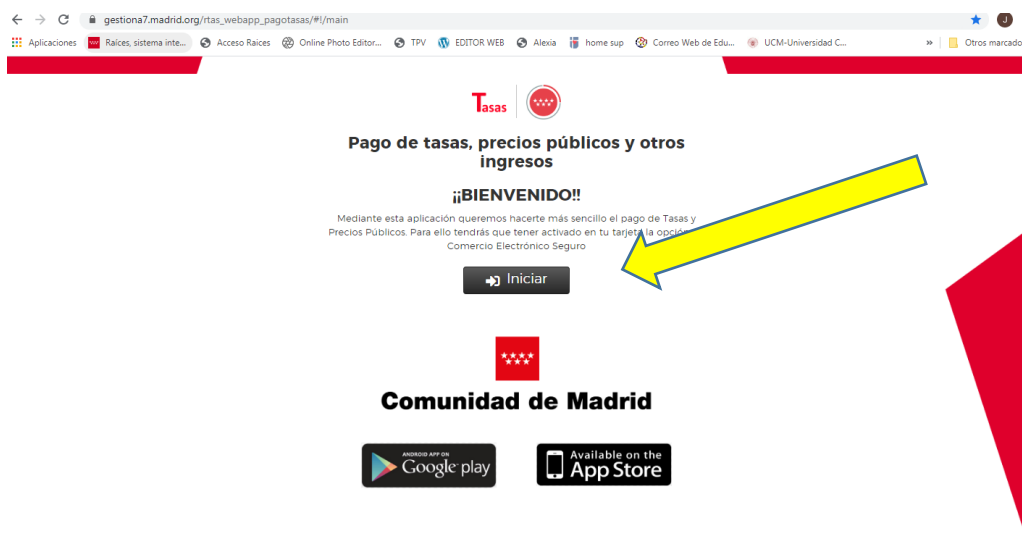 gestiona7.madrid.org/rtas_webapp_pagotasas/#!/main
J
Aplicaciones Raíces, sistema inte... Acceso Raices Online Photo Editor... TPV EDITOR WEB Alexia home sup Correo Web de Edu... UCM-Universidad C... » Otros marcado
Tasas
Pago de tasas, precios públicos y otros
ingresos
¡¡BIENVENIDO!!
Mediante esta aplicación queremos hacerte más sencillo el pago de Tasas y
Precios Públicos. Para ello tendrás que tener activado en tu tarjeta la opción
Comercio Electrónico Seguro
Iniciar
Comunidad de Madrid
ANDROID APP ON
Google play
Available on the
App Store